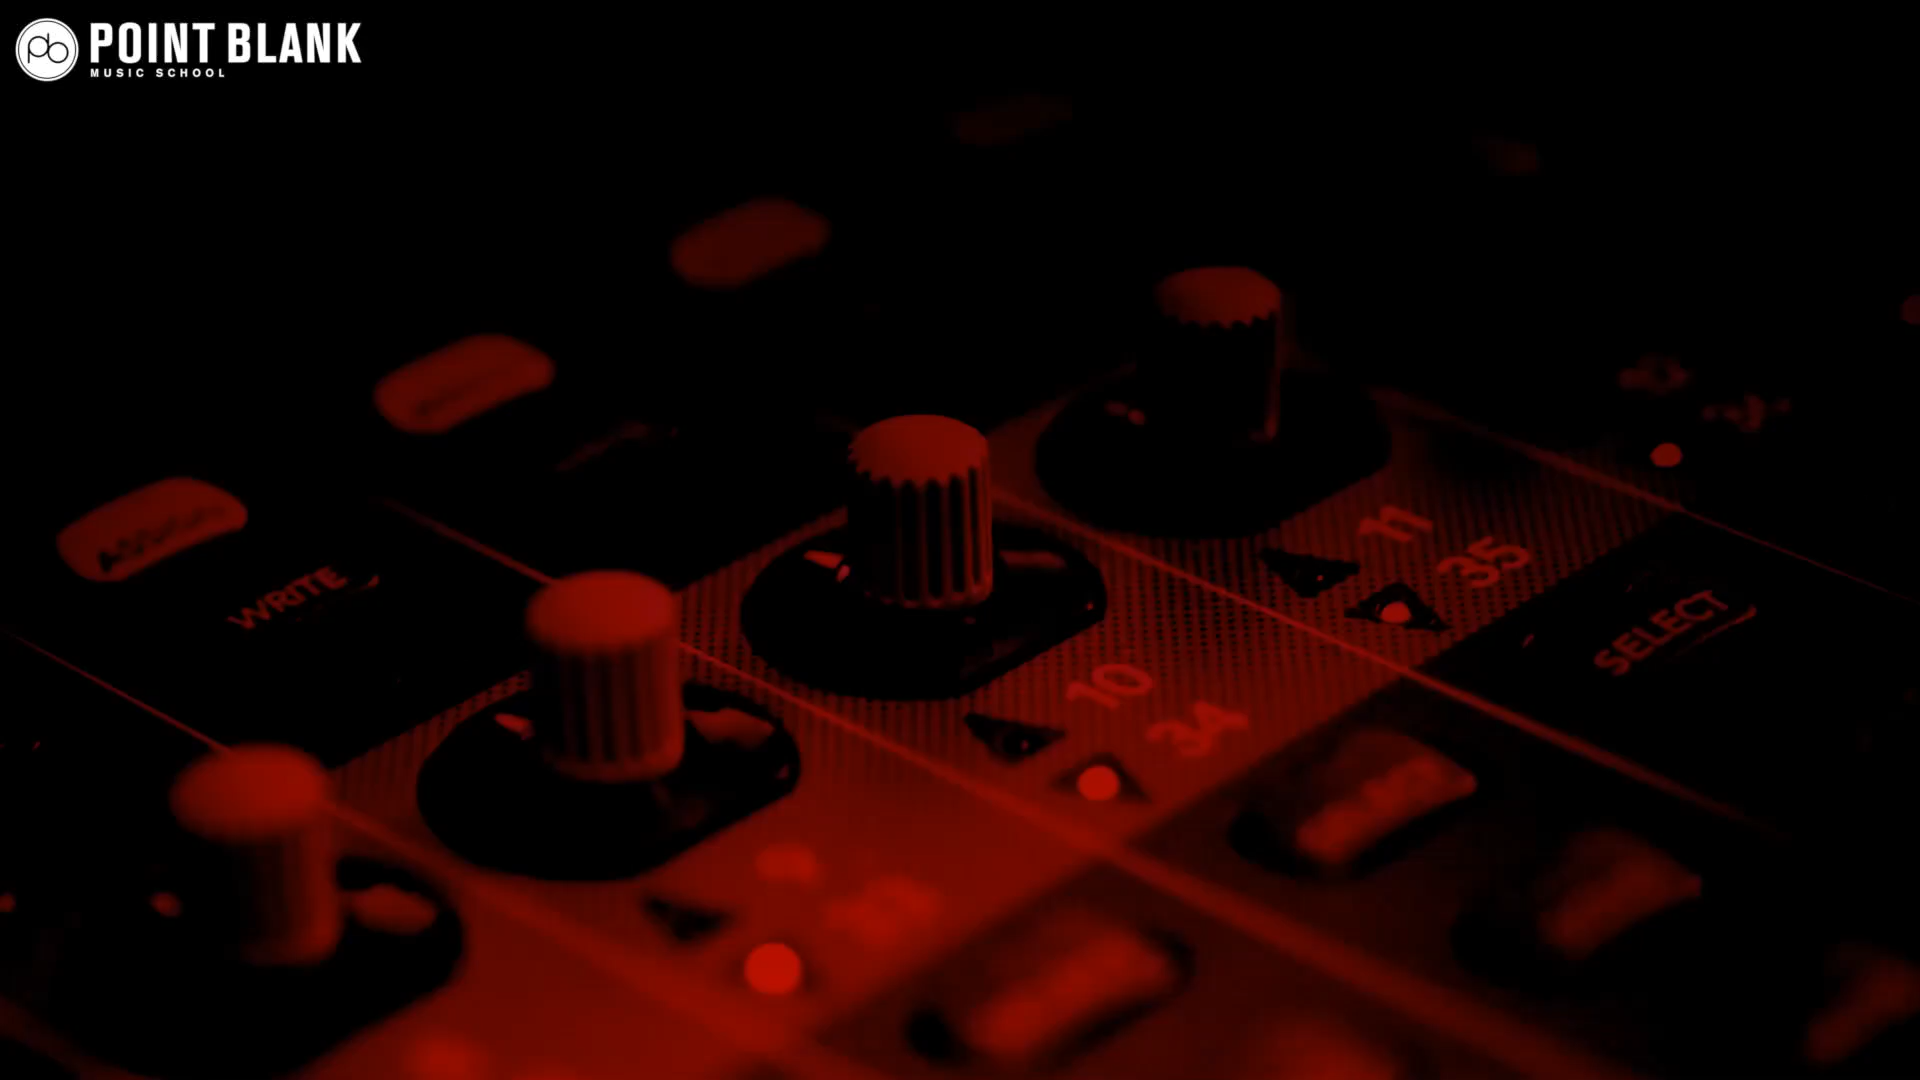 pb
POINT BLANK
MUSIC SCHOOL
WRITE
11
35
SELECT
10
34